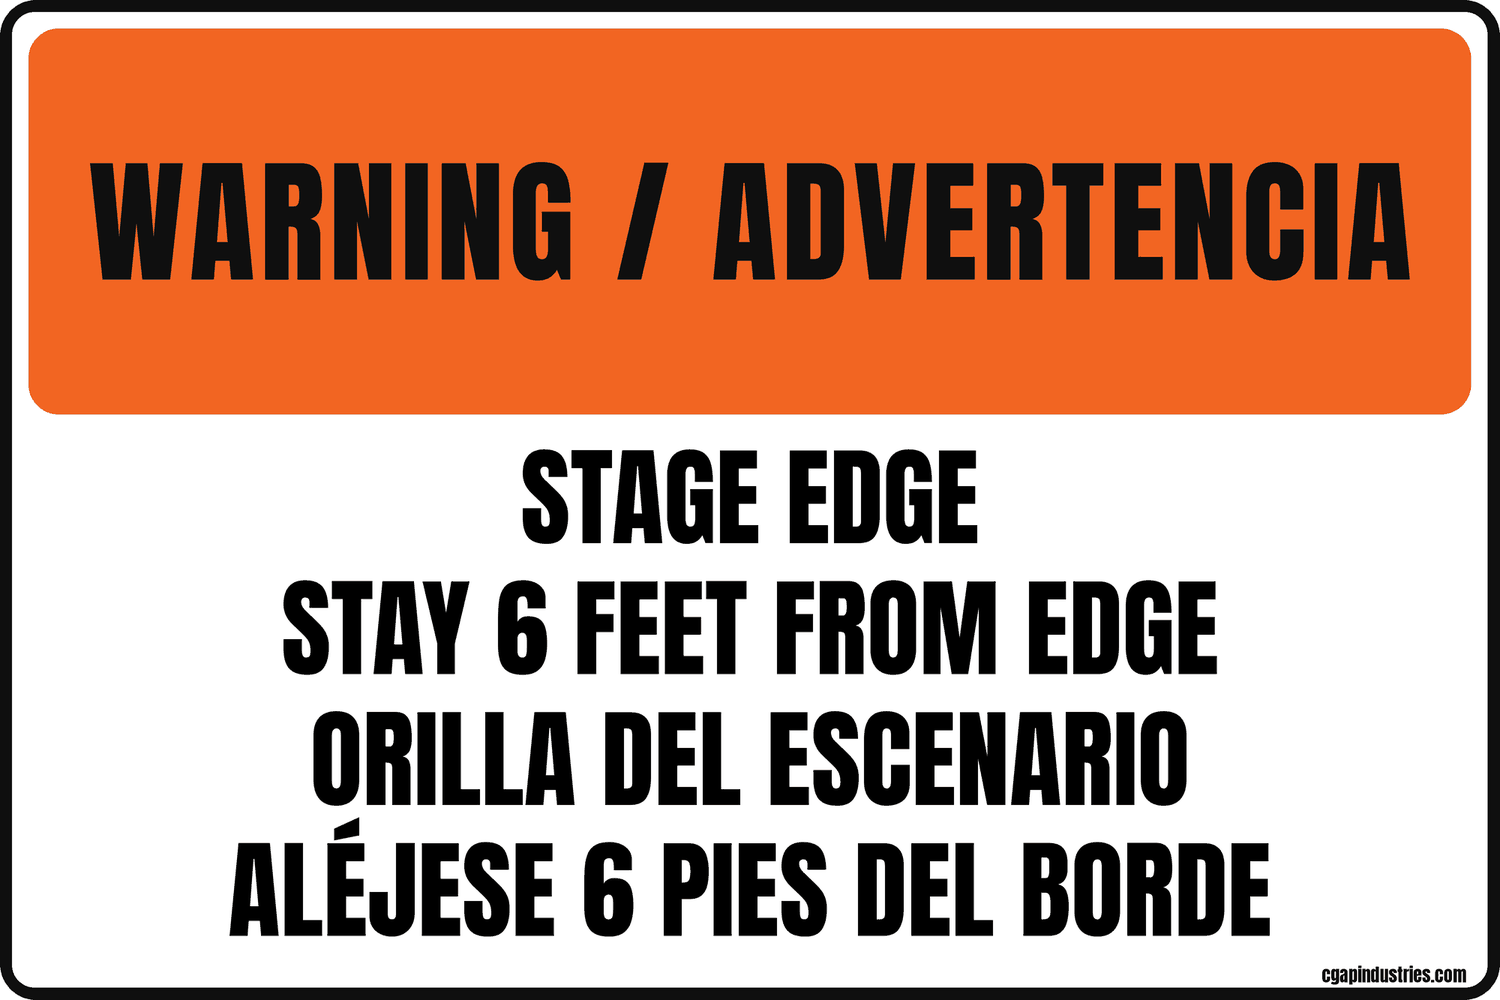 WARNING / ADVERTENCIA
STAGE EDGE
STAY 6 FEET FROM EDGE
ORILLA DEL ESCENARIO
ALÉJESE 6 PIES DEL BORDE
cgapindustries.com